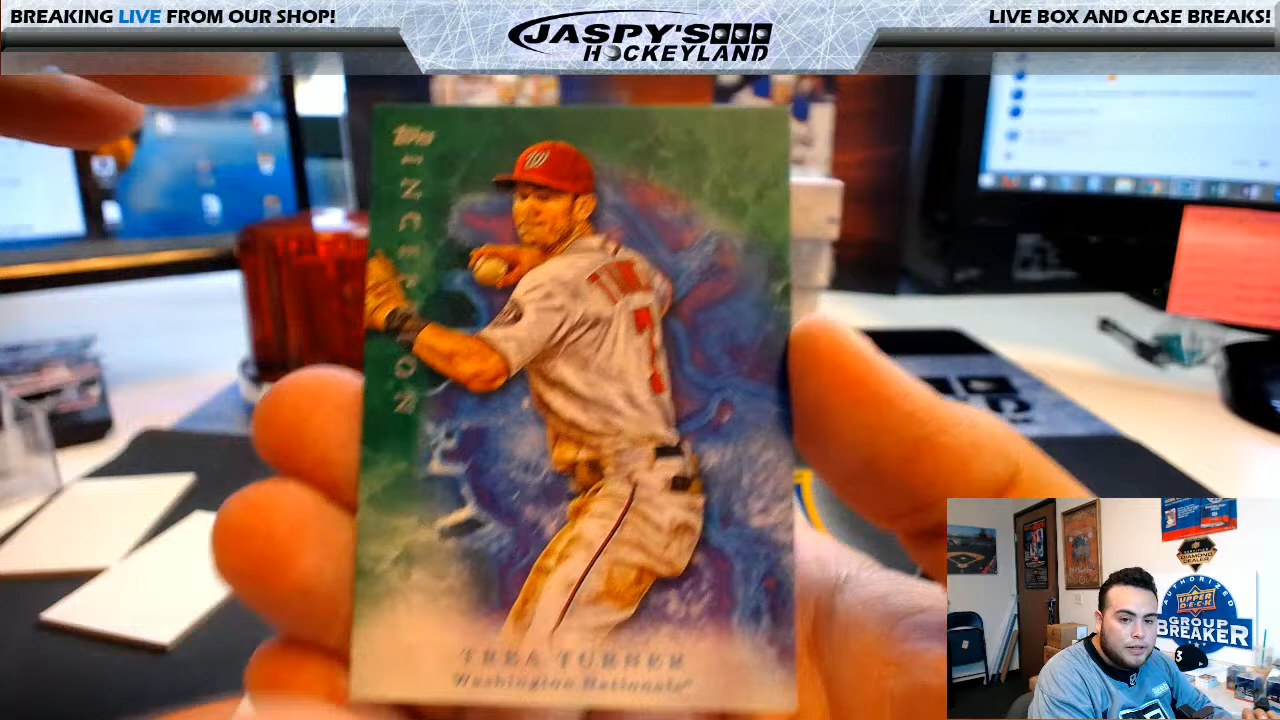 BREAKING LIVE FROM OUR SHOP!
JASPY'S
HOCKEYLAND
LIVE BOX AND CASE BREAKS!
Topps
INCEPTION
7
TREA TURNER
Washington Nationals
AUTHORIZED
UPPER
DECK
GROUP
BREAKER